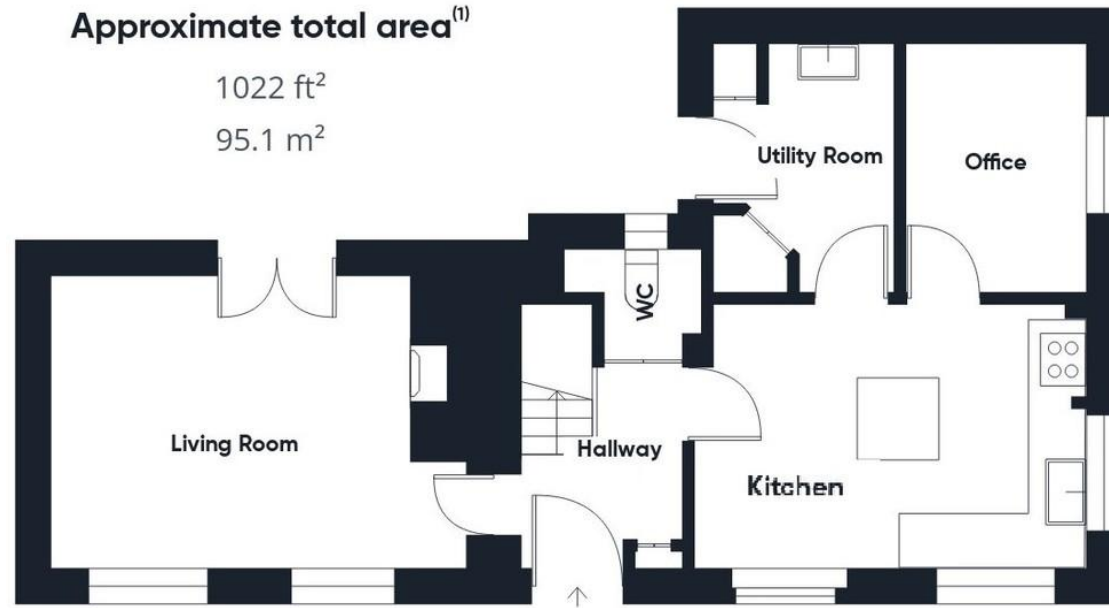 Approximate total area(1)
1022 ft²
95.1 m²
Utility Room
Office
WC
Living Room
Hallway
Kitchen